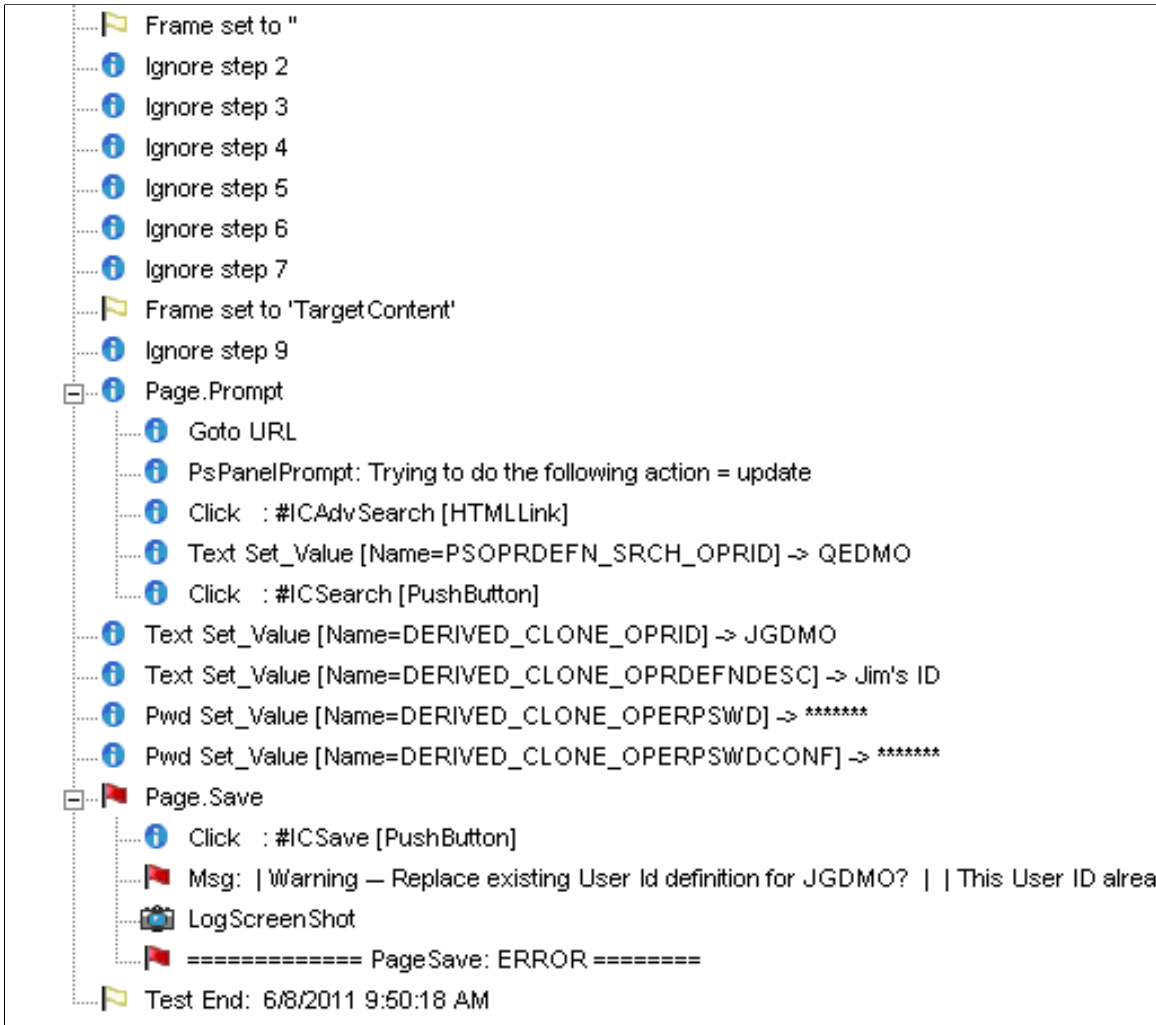 Frame set to ''
Ignore step 2
Ignore step 3
Ignore step 4
Ignore step 5
Ignore step 6
Ignore step 7
Frame set to 'TargetContent'
Ignore step 9
Page.Prompt
Goto URL
PsPanelPrompt: Trying to do the following action = update
Click : #ICAdvSearch [HTMLLink]
Text Set_Value [Name=PSOPRDEFN_SRCH_OPRID] -> QEDMO
Click : #ICSearch [PushButton]
Text Set_Value [Name=DERIVED_CLONE_OPRID] -> JGDMO
Text Set_Value [Name=DERIVED_CLONE_OPRDEFNDESC] -> Jim's ID
Pwd Set_Value [Name=DERIVED_CLONE_OPERPSWD] -> *******
Pwd Set_Value [Name=DERIVED_CLONE_OPERPSWDCONF] -> *******
Page.Save
Click : #ICSave [PushButton]
Msg: | Warning -- Replace existing User Id definition for JGDMO? | | This User ID alrea
LogScreenShot
============= PageSave: ERROR ========
Test End: 6/8/2011 9:50:18 AM